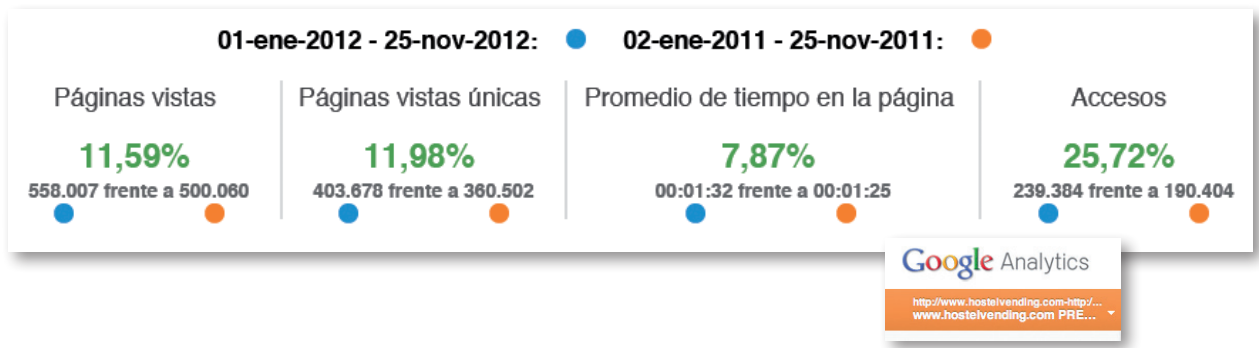 01-ene-2012 - 25-nov-2012: 02-ene-2011 - 25-nov-2011:
Páginas vistas
11,59%
558.007 frente a 500.060
Páginas vistas únicas
11,98%
403.678 frente a 360.502
Promedio de tiempo en la página
7,87%
00:01:32 frente a 00:01:25
Accesos
25,72%
239.384 frente a 190.404
Google Analytics
http://www.hostelvending.com-http:/...
www.hostelvending.com PRE...